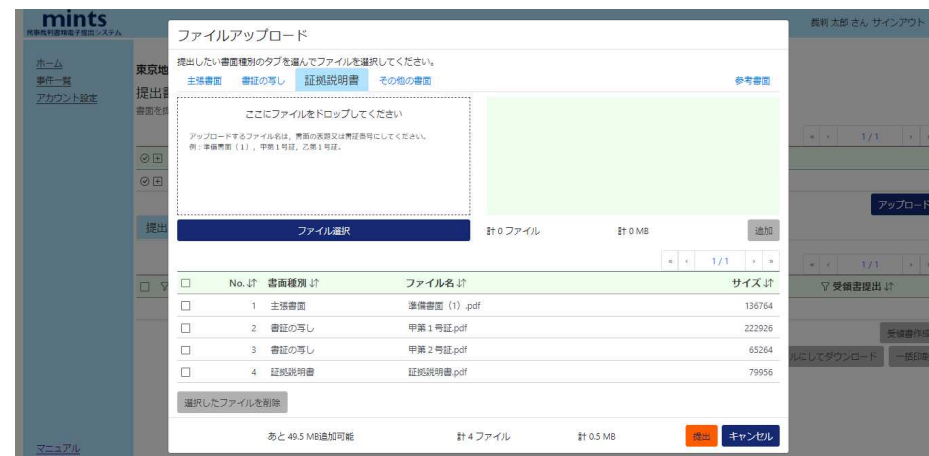 mints
民事裁判書類電子提出システム
義利 太郎 さん サインアウト
ホーム
事件一覧
アカウント設定
マニュアル
東京地
提出書
書面を
提出
ファイルアップロード
提出したい書面種別のタブを選んでファイルを選択してください。
主張書面 書証の写し 証拠説明書 その他の書面 参考書面
ここにファイルをドロップしてください
アップロードするファイル名は，書面の表題又は書証番号にしてください。
例：準備書面（1），甲第１号証，乙第１号証。
ファイル選択 計 0 ファイル 計 0 MB 追加
« ‹ 1/1 › »
No. 書面種別 ファイル名 サイズ
1 主張書面 準備書面（1）.pdf 136764
2 書証の写し 甲第１号証.pdf 222926
3 書証の写し 甲第２号証.pdf 65264
4 証拠説明書 証拠説明書.pdf 79956
選択したファイルを削除
あと 49.5 MB追加可能 計 4 ファイル 計 0.5 MB 提出 キャンセル
« ‹ 1/1 ›
アップロード
« ‹ 1/1 ›
受領書提出
受領書作成
ルにしてダウンロード 一括印刷